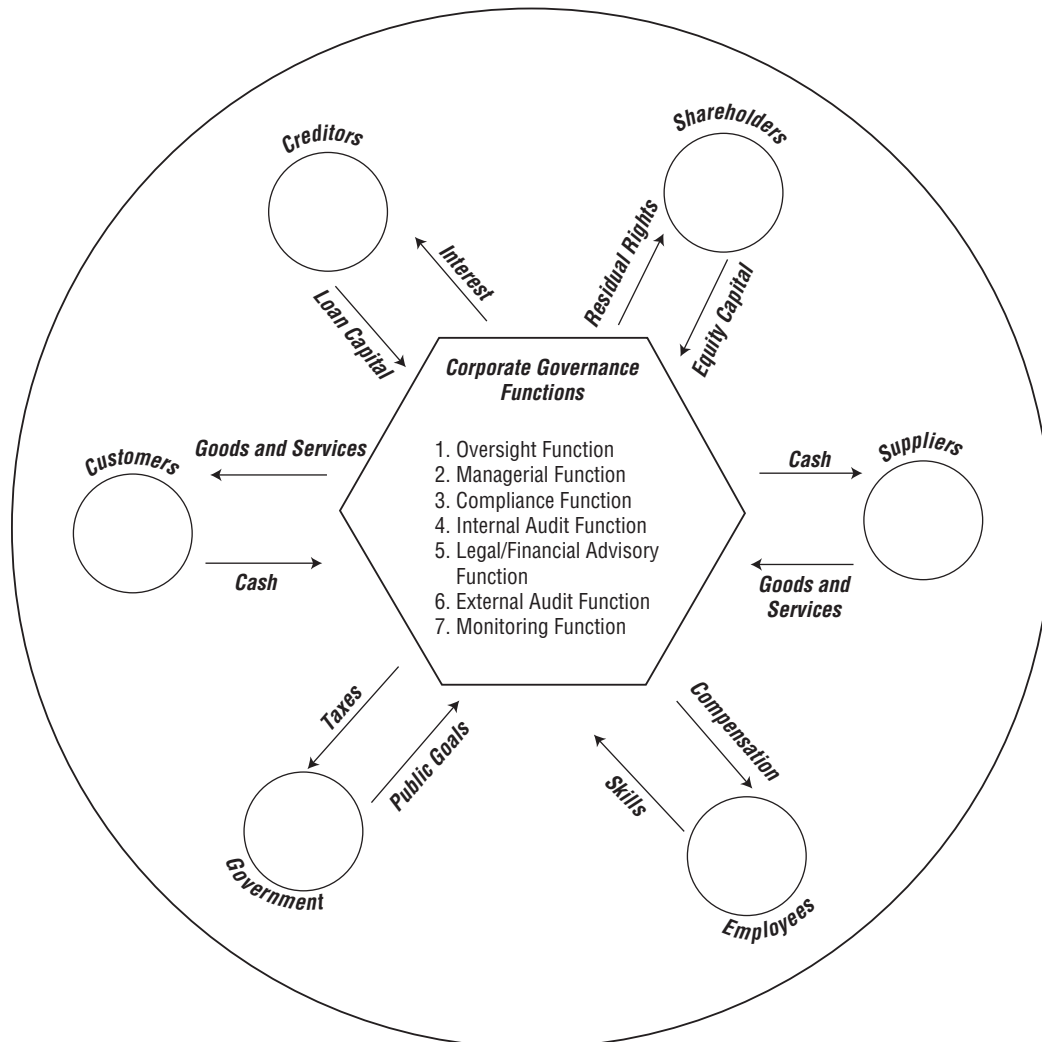 Creditors
Shareholders
Interest
Loan Capital
Residual Rights
Equity Capital
Corporate Governance
Functions
1. Oversight Function
2. Managerial Function
3. Compliance Function
4. Internal Audit Function
5. Legal/Financial Advisory
Function
6. External Audit Function
7. Monitoring Function
Customers
Goods and Services
Cash
Suppliers
Cash
Goods and
Services
Taxes
Public Goals
Government
Compensation
Skills
Employees